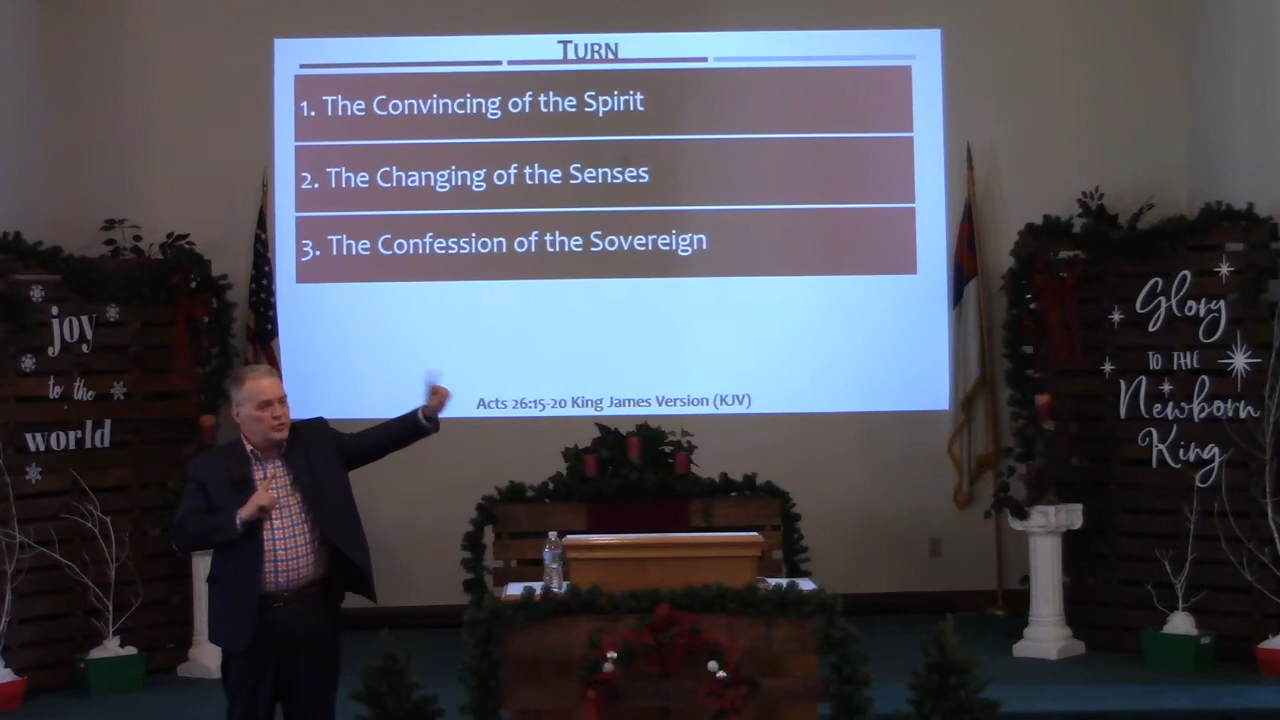 TURN
1. The Convincing of the Spirit
2. The Changing of the Senses
3. The Confession of the Sovereign
Acts 26:15-20 King James Version (KJV)
joy
to the
world
Glory
TO THE
Newborn
King